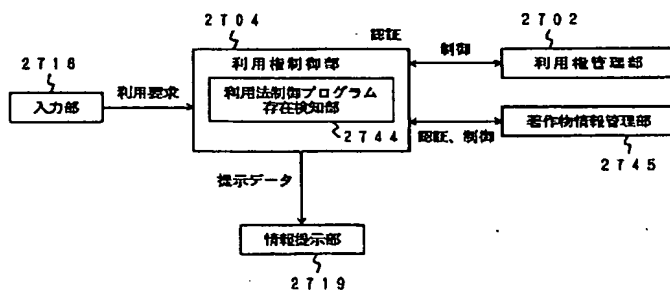 2704
認証
2702
2718
利用権制御部
制御
利用権管理部
入力部
利用要求
利用法制御プログラム
存在検知部
2744
認証、制御
著作物情報管理部
2745
提示データ
情報提示部
2719